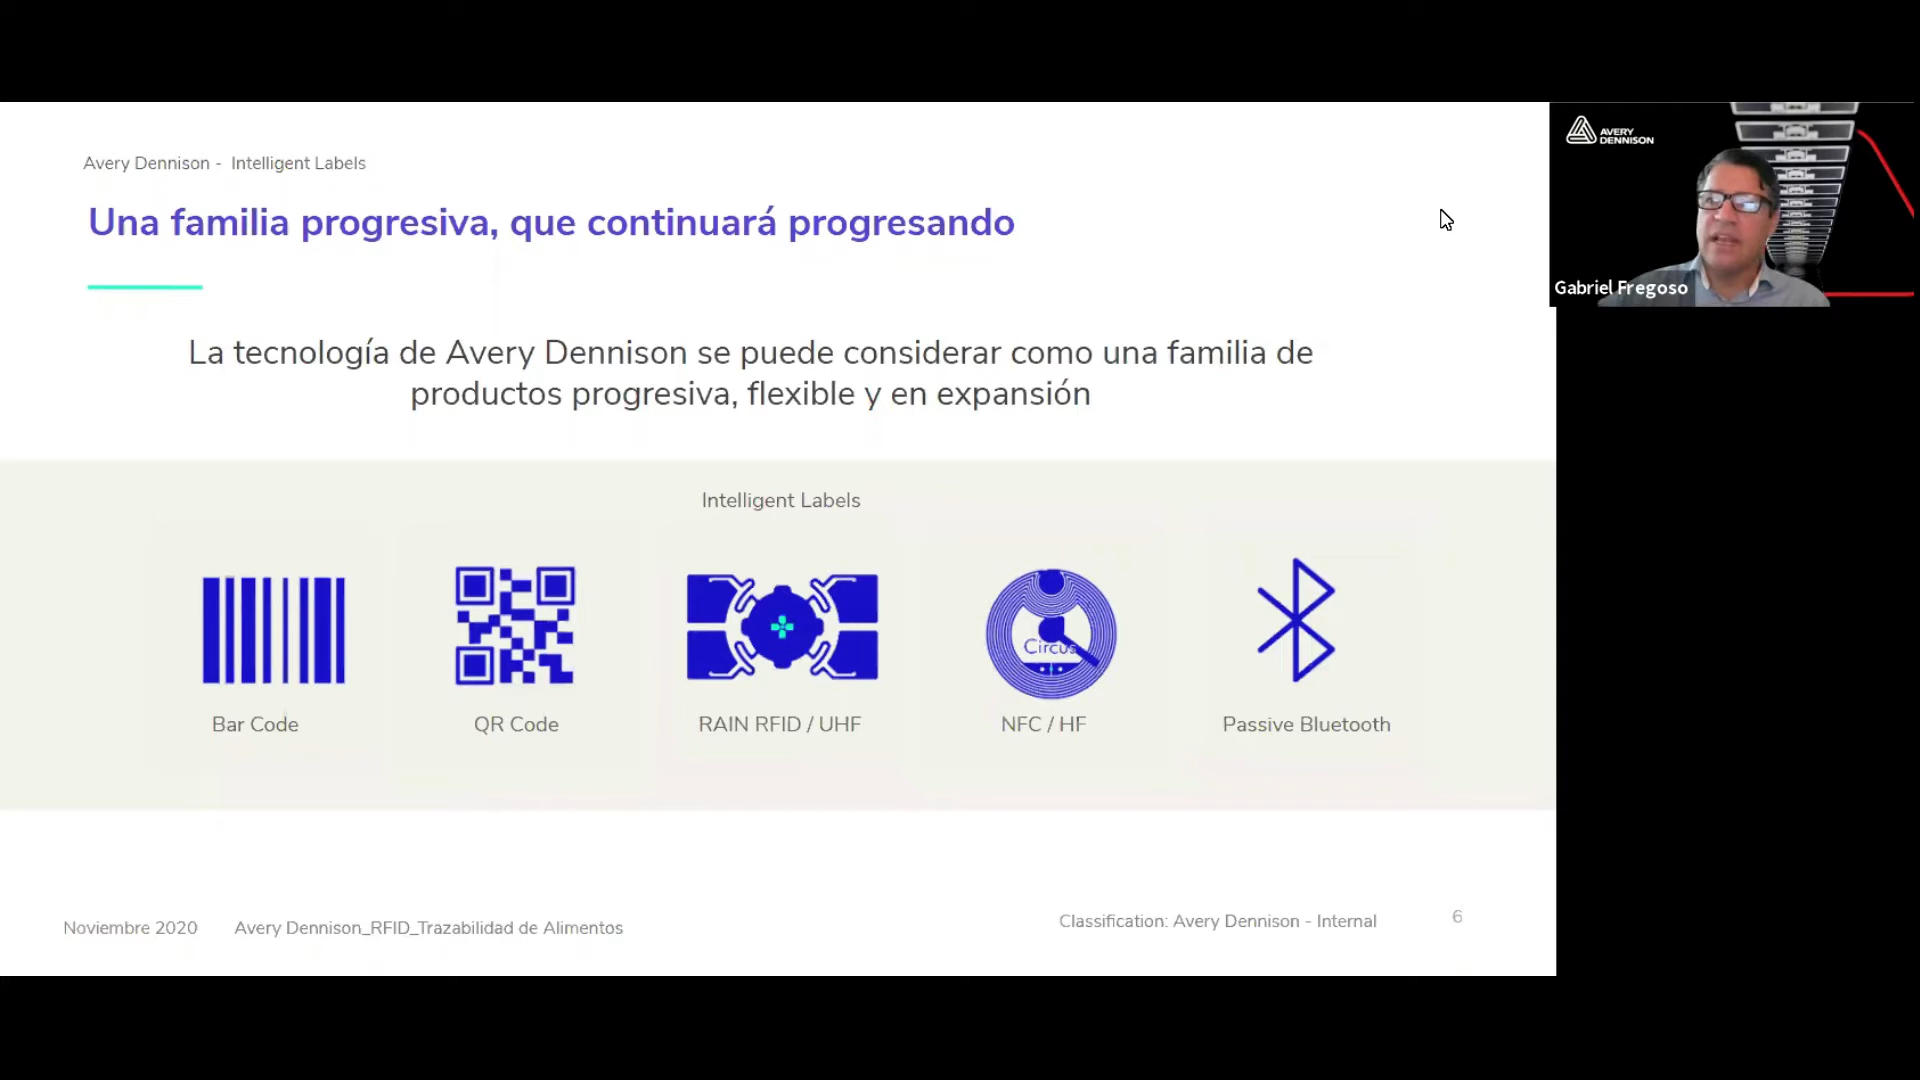 Avery Dennison - Intelligent Labels
Una familia progresiva, que continuará progresando
AVERY
DENNISON
Gabriel Fregoso
La tecnología de Avery Dennison se puede considerar como una familia de
productos progresiva, flexible y en expansión
Intelligent Labels
Circus
Bar Code
QR Code
RAIN RFID / UHF
NFC / HF
Passive Bluetooth
Noviembre 2020
Avery Dennison_RFID_Trazabilidad de Alimentos
Classification: Avery Dennison - Internal
6